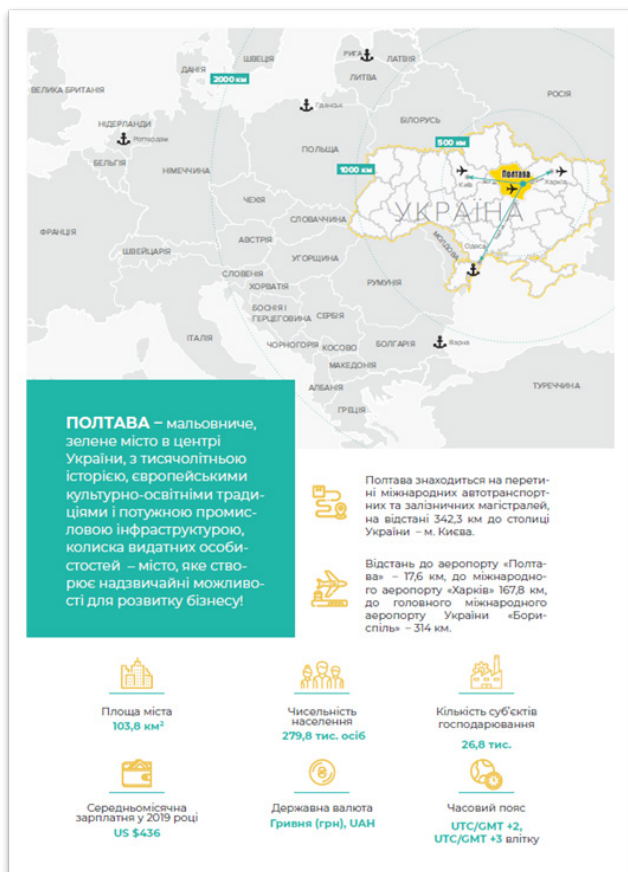 ШВЕЦІЯ
РИГА
ЛАТВІЯ
ДАНІЯ
2000 км
ЛИТВА
ВЕЛИКА БРИТАНІЯ
Гданськ
РОСІЯ
НІДЕРЛАНДИ
Роттердам
БІЛОРУСЬ
500 км
ПОЛЬЩА
БЕЛЬГІЯ
НІМЕЧЧИНА
1000 км
Полтава
Київ
Харків
ЧЕХІЯ
УКРАЇНА
СЛОВАЧЧИНА
ФРАНЦІЯ
АВСТРІЯ
МОЛДОВА
Одеса
ШВЕЙЦАРІЯ
УГОРЩИНА
СЛОВЕНІЯ
ХОРВАТІЯ
РУМУНІЯ
БОСНІЯ І
ГЕРЦЕГОВИНА
СЕРБІЯ
ІТАЛІЯ
ЧОРНОГОРІЯ
КОСОВО
БОЛГАРІЯ
Варна
МАКЕДОНІЯ
АЛБАНІЯ
ТУРЕЧЧИНА
ГРЕЦІЯ
ПОЛТАВА – мальовниче,
зелене місто в центрі
України, з тисячолітньою
історією, європейськими
культурно-освітніми тради-
ціями і потужною промис-
ловою інфраструктурою,
колиска видатних особи-
стостей – місто, яке ство-
рює надзвичайні можливо-
сті для розвитку бізнесу!
Полтава знаходиться на перети-
ні міжнародних автотранспорт-
них та залізничних магістралей,
на відстані 342,3 км до столиці
України – м. Києва.
Відстань до аеропорту «Полта-
ва» – 17,6 км, до міжнародно-
го аеропорту «Харків» 167,8 км,
до головного міжнародного
аеропорту України «Бори-
спіль» – 314 км.
Площа міста
103,8 км²
Чисельність
населення
279,8 тис. осіб
Кількість суб'єктів
господарювання
26,8 тис.
Середньомісячна
зарплатня у 2019 році
US $436
Державна валюта
Гривня (грн), UAH
Часовий пояс
UTC/GMT +2,
UTC/GMT +3 влітку